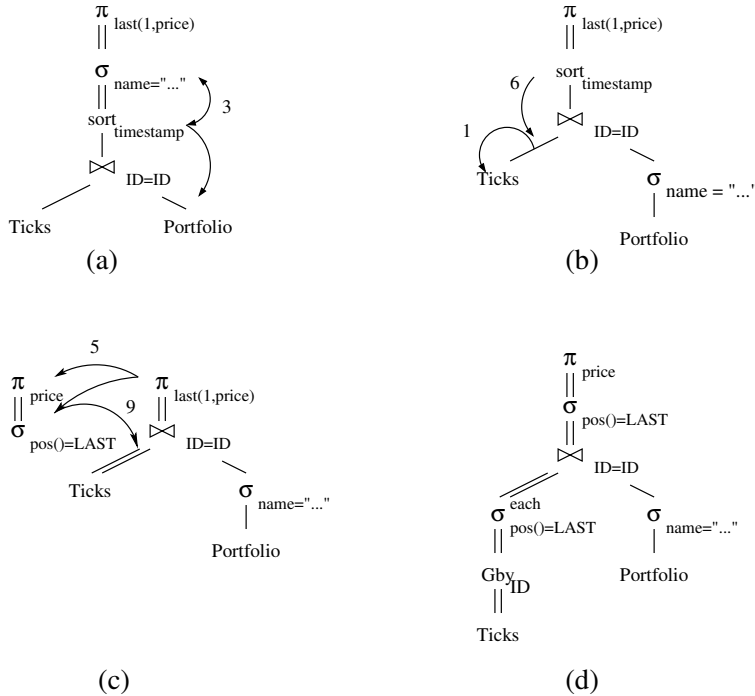 π
last(1,price)
σ
name="..."
3
sort
timestamp
ID=ID
Ticks
Portfolio
(a)
π
last(1,price)
6
sort
timestamp
1
ID=ID
Ticks
σ
name = "..."
Portfolio
(b)
5
π
price
π
last(1,price)
9
σ
pos()=LAST
ID=ID
Ticks
σ
name="..."
Portfolio
(c)
π
price
σ
pos()=LAST
ID=ID
σ
each
pos()=LAST
σ
name="..."
Gby
ID
Portfolio
Ticks
(d)